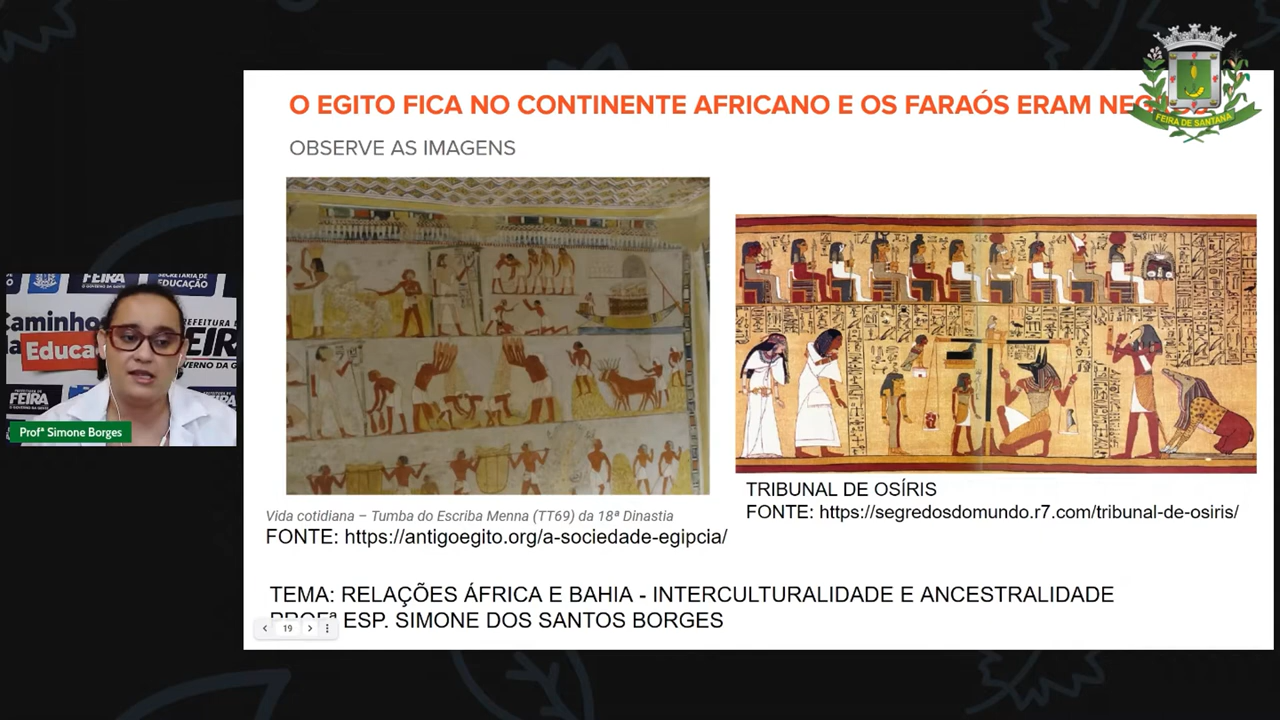 O EGITO FICA NO CONTINENTE AFRICANO E OS FARAÓS ERAM
OBSERVE AS IMAGENS
FEIRA DE SANTANA
Vida cotidiana – Tumba do Escriba Menna (TT69) da 18ª Dinastia
FONTE: https://antigoegito.org/a-sociedade-egipcia/
TRIBUNAL DE OSÍRIS
FONTE: https://segredosdomundo.r7.com/tribunal-de-osiris/
TEMA: RELAÇÕES ÁFRICA E BAHIA - INTERCULTURALIDADE E ANCESTRALIDADE
PROFª ESP. SIMONE DOS SANTOS BORGES
19
FEIRA
SECRETARIA DE
EDUCAÇÃO
PREFEITURA
Educa
FEIRA
Profª Simone Borges